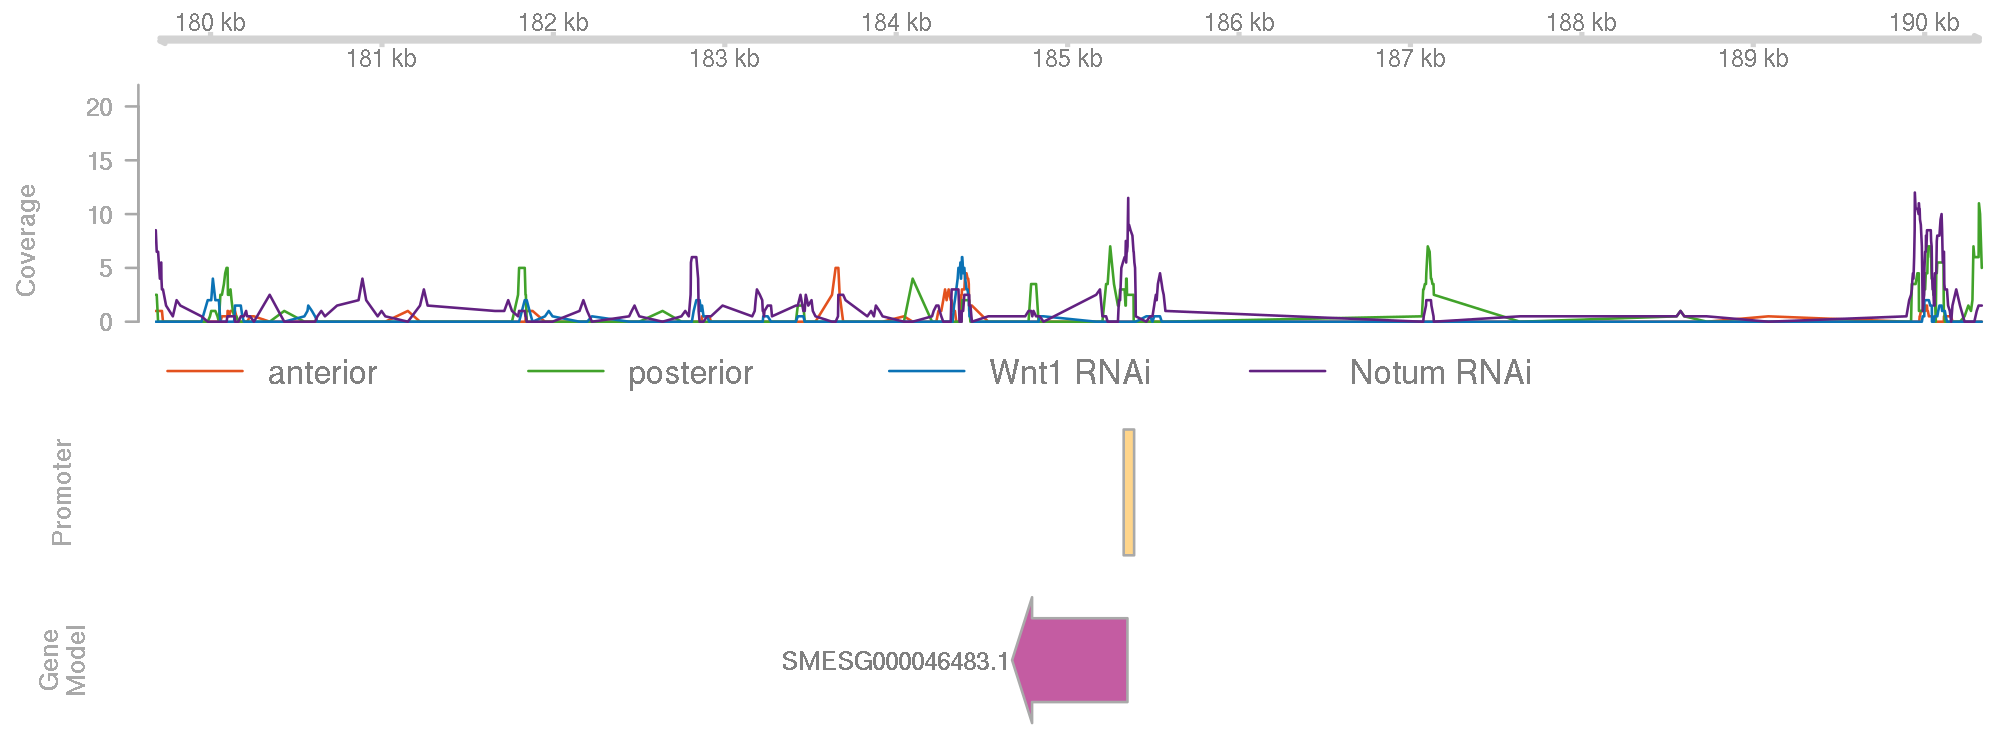 180 kb 182 kb 184 kb 186 kb 188 kb 190 kb
181 kb 183 kb 185 kb 187 kb 189 kb
20
15
10
5
0
Coverage
anterior posterior Wnt1 RNAi Notum RNAi
Promoter
Gene
Model
SMESG000046483.1